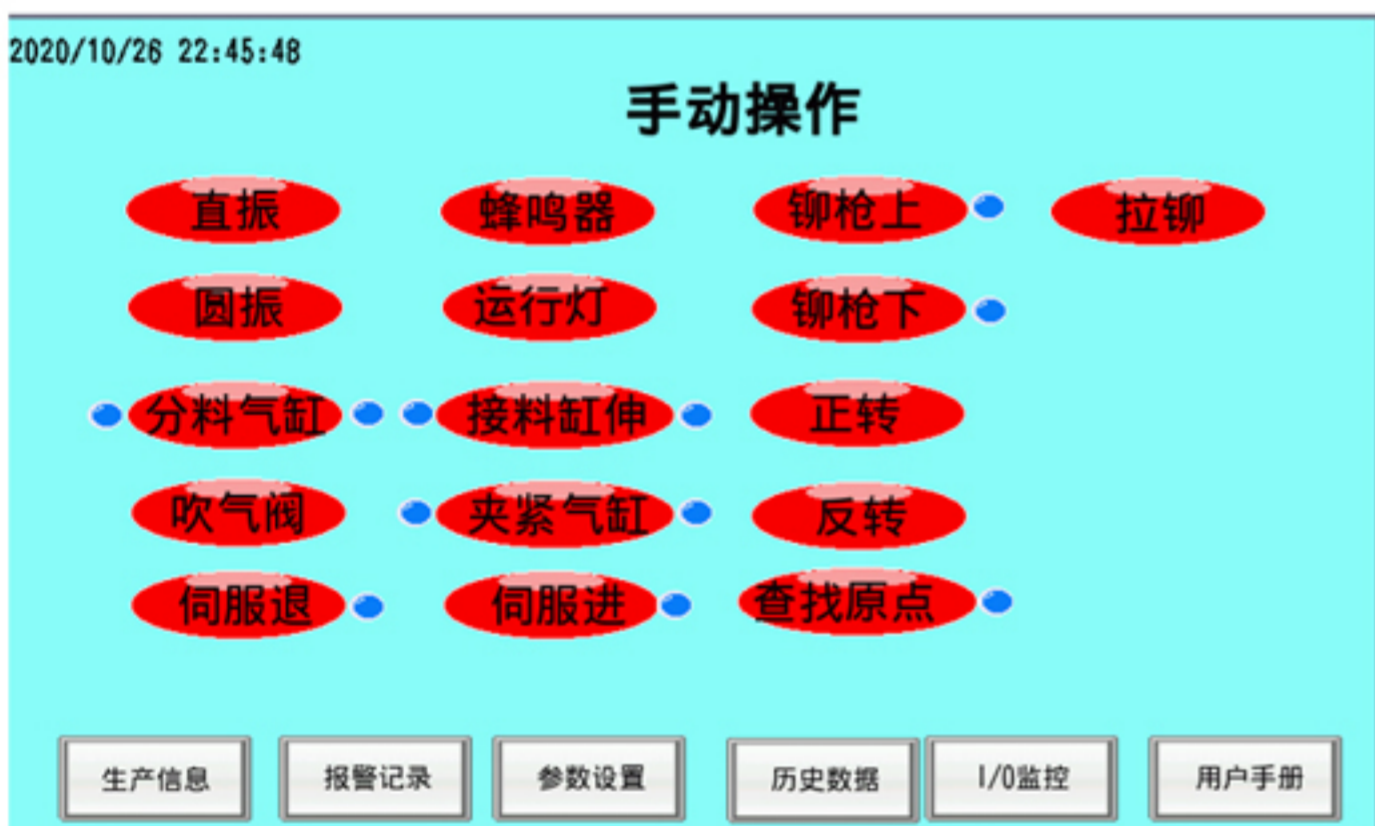 2020/10/26 22:45:48
手动操作
直振 蜂鸣器 铆枪上 拉铆
圆振 运行灯 铆枪下
分料气缸 接料缸伸 正转
吹气阀 夹紧气缸 反转
伺服退 伺服进 查找原点
生产信息 报警记录 参数设置 历史数据 I/O监控 用户手册